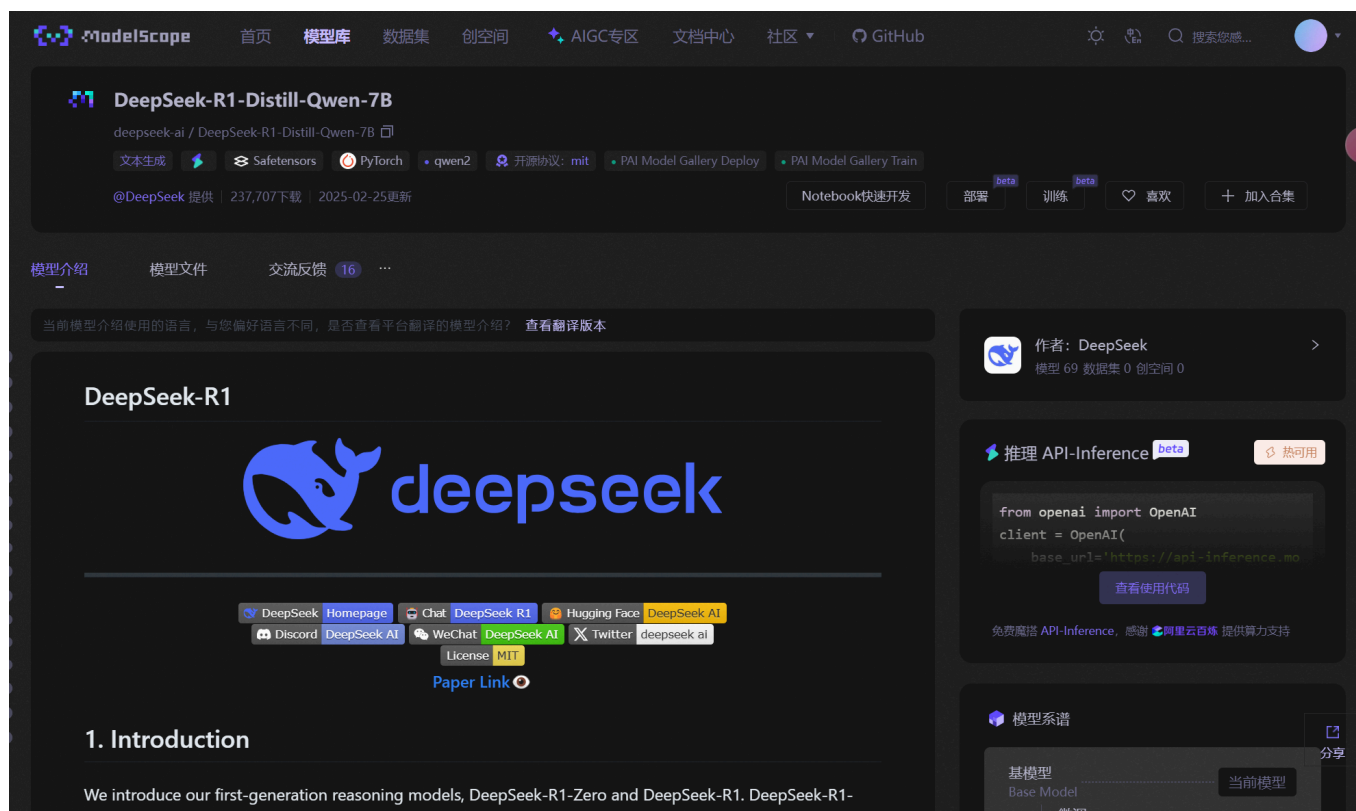 ModelScope 首页 模型库 数据集 创空间 AIGC专区 文档中心 社区 GitHub 搜索您感...
DeepSeek-R1-Distill-Qwen-7B
deepseek-ai / DeepSeek-R1-Distill-Qwen-7B
文本生成 Safetensors PyTorch qwen2 开源协议: mit PAI Model Gallery Deploy PAI Model Gallery Train
@DeepSeek 提供 237,707下载 2025-02-25更新 Notebook快速开发 部署 beta 训练 beta 喜欢 加入合集
模型介绍 模型文件 交流反馈 16 ...
当前模型介绍使用的语言，与您偏好语言不同，是否查看平台翻译的模型介绍？ 查看翻译版本
作者：DeepSeek
模型 69 数据集 0 创空间 0
DeepSeek-R1
deepseek
推理 API-Inference beta 热可用
from openai import OpenAI
client = OpenAI(
base_url='https://api-inference.mo
查看使用代码
免费魔搭 API-Inference，感谢 阿里云百炼 提供算力支持
DeepSeek Homepage Chat DeepSeek R1 Hugging Face DeepSeek AI
Discord DeepSeek AI WeChat DeepSeek AI Twitter deepseek ai
License MIT
Paper Link
1. Introduction
We introduce our first-generation reasoning models, DeepSeek-R1-Zero and DeepSeek-R1. DeepSeek-R1-
模型系谱
分享
基模型
Base Model
当前模型